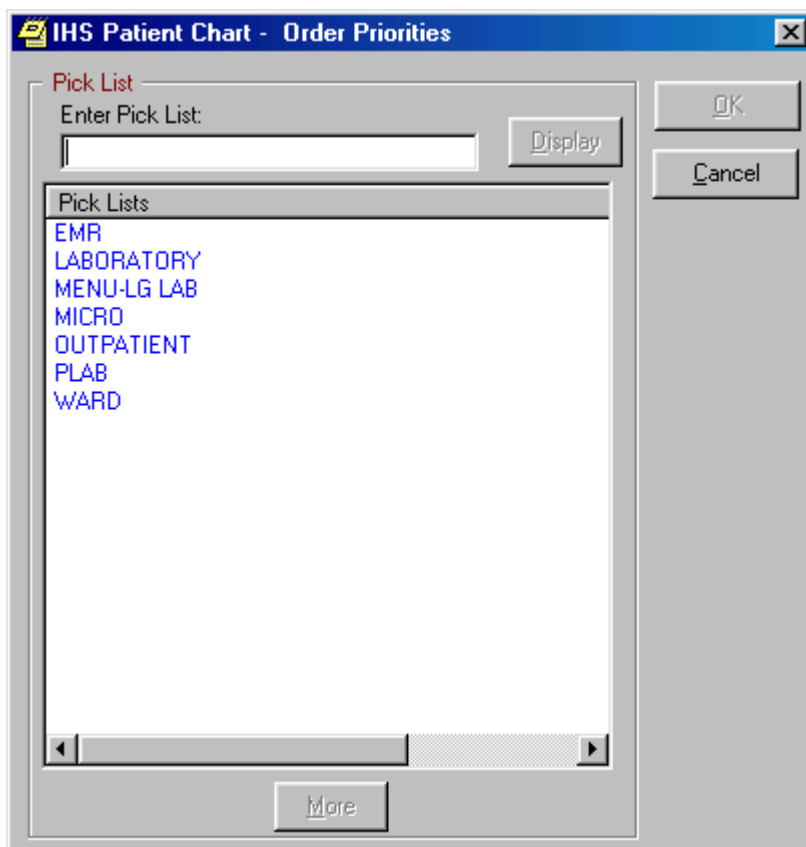 IHS Patient Chart - Order Priorities
Pick List
Enter Pick List:
Display
OK
Cancel
Pick Lists
EMR
LABORATORY
MENU-LG LAB
MICRO
OUTPATIENT
PLAB
WARD
More